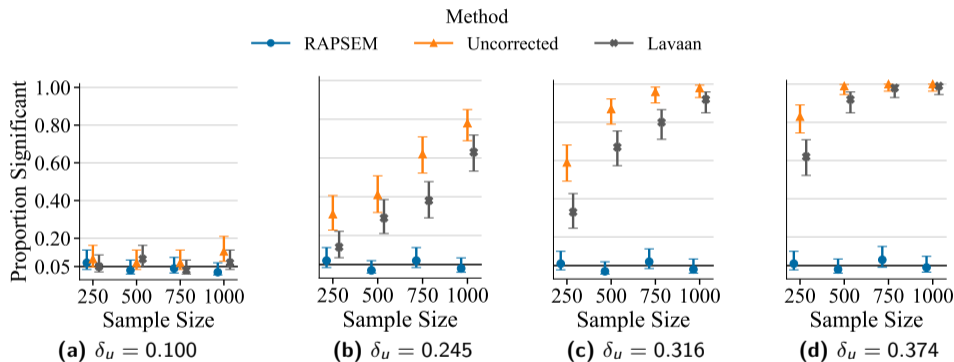 Method
RAPSEM Uncorrected Lavaan
Proportion Significant
1.00
0.80
0.60
0.40
0.20
0.05
250 500 750 1000
250 500 750 1000
250 500 750 1000
250 500 750 1000
Sample Size
Sample Size
Sample Size
Sample Size
(a) δu = 0.100
(b) δu = 0.245
(c) δu = 0.316
(d) δu = 0.374